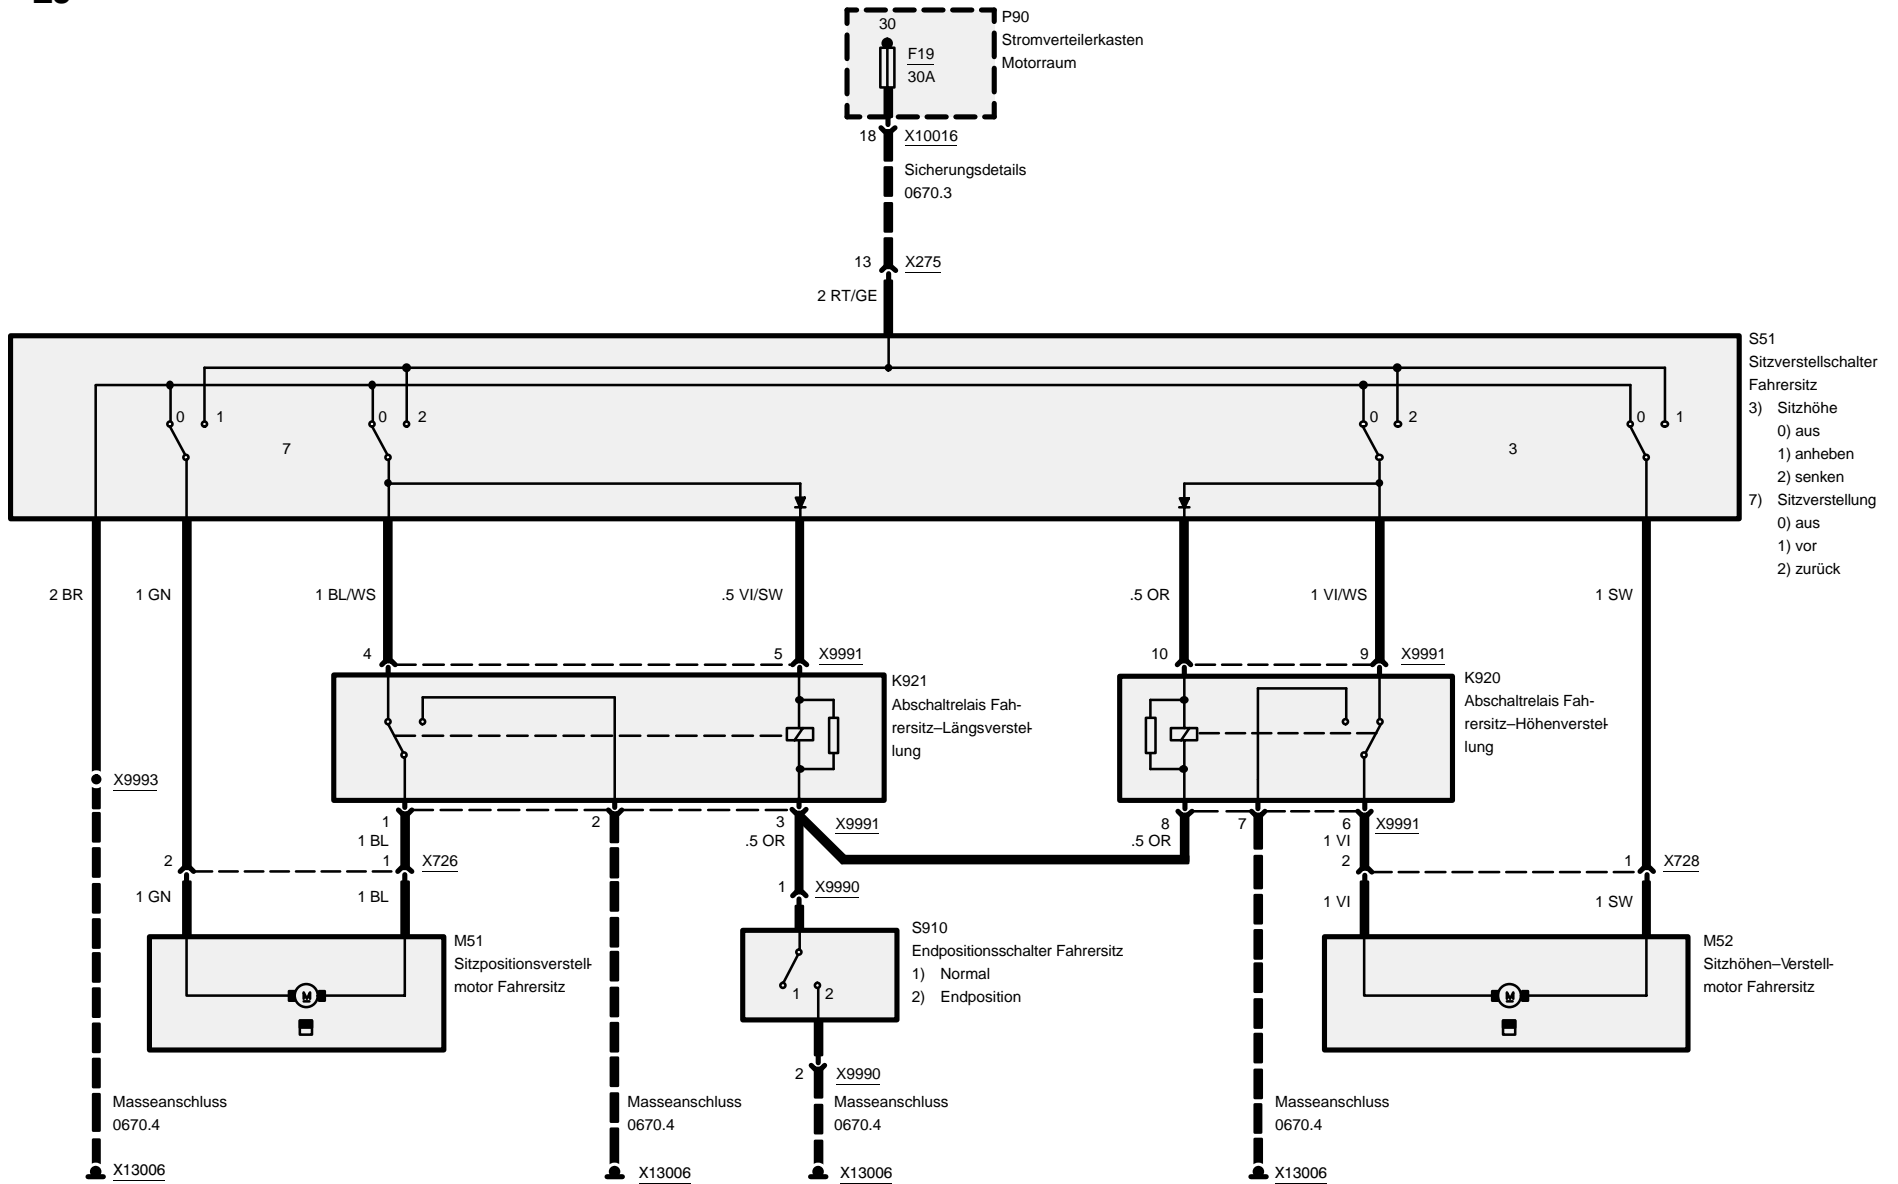 30
F19
30A
P90
Stromverteilerkasten
Motorraum
18 X10016
Sicherungsdetails
0670.3
13 X275
2 RT/GE
S51
Sitzverstellschalter
Fahrersitz
3) Sitzhöhe
0) aus
1) anheben
2) senken
7) Sitzverstellung
0) aus
1) vor
2) zurück
0 1 0 2 0 2 0 1
7 3
2 BR 1 GN 1 BL/WS .5 VI/SW .5 OR 1 VI/WS 1 SW
4 5 X9991 10 9 X9991
K921
Abschaltrelais Fah-
rersitz–Längsverstel-
lung
K920
Abschaltrelais Fah-
rersitz–Höhenverstel-
lung
X9993
1 2 3 X9991 8 7 6 X9991
1 BL .5 OR .5 OR 1 VI
2 1 X726 2 1 X728
1 GN 1 BL 1 X9990 1 VI 1 SW
M51
Sitzpositionsverstell-
motor Fahrersitz
M
S910
Endpositionsschalter Fahrersitz
1) Normal
2) Endposition
1 2
M52
Sitzhöhen–Verstell-
motor Fahrersitz
M
2 X9990
Masseanschluss
0670.4
X13006
Masseanschluss
0670.4
X13006
Masseanschluss
0670.4
X13006
Masseanschluss
0670.4
X13006